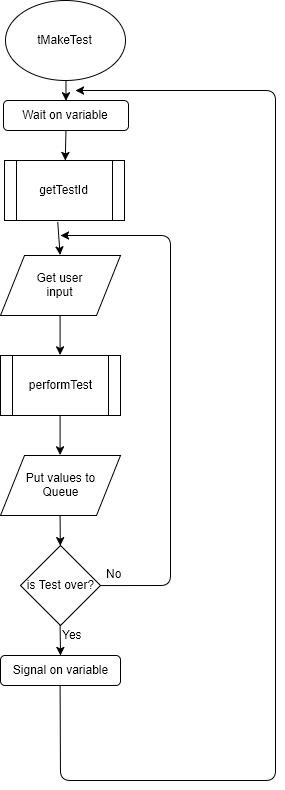 tMakeTest
Wait on variable
getTestId
Get user
input
performTest
Put values to
Queue
is Test over?
No
Yes
Signal on variable